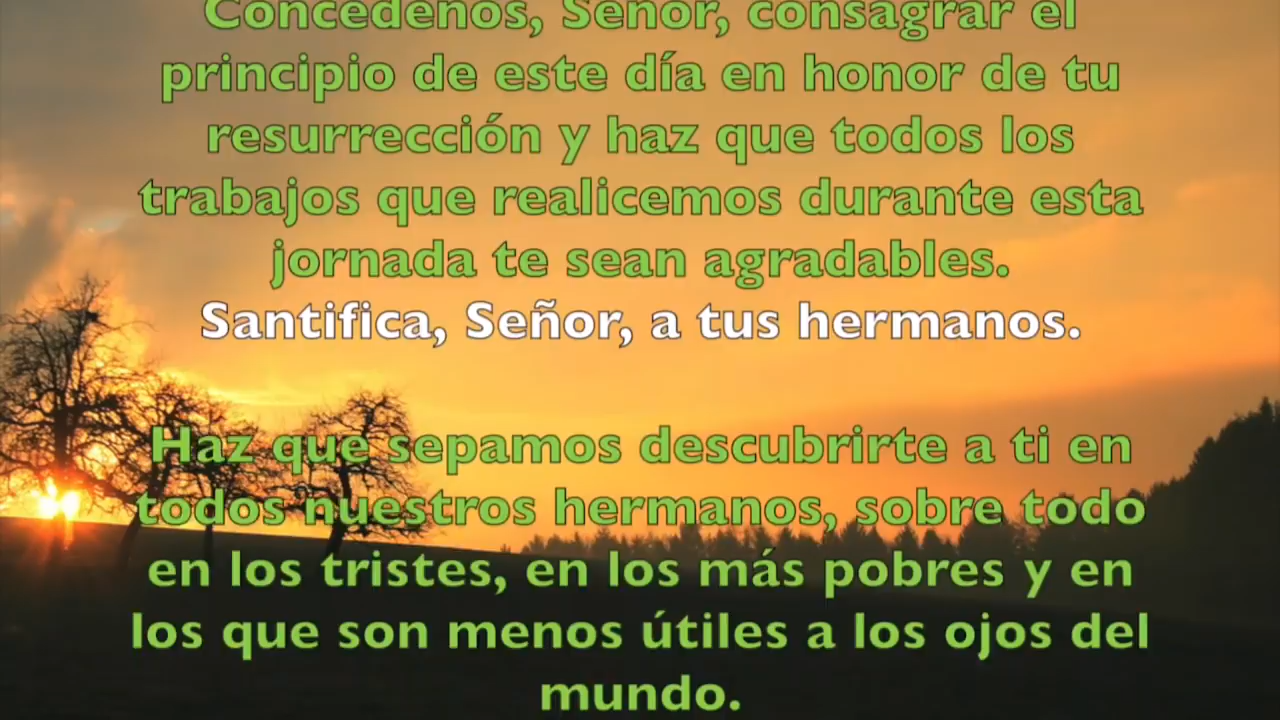 Concédenos, Señor, consagrar el
principio de este día en honor de tu
resurrección y haz que todos los
trabajos que realicemos durante esta
jornada te sean agradables.
Santifica, Señor, a tus hermanos.
Haz que sepamos descubrirte a ti en
todos nuestros hermanos, sobre todo
en los tristes, en los más pobres y en
los que son menos útiles a los ojos del
mundo.